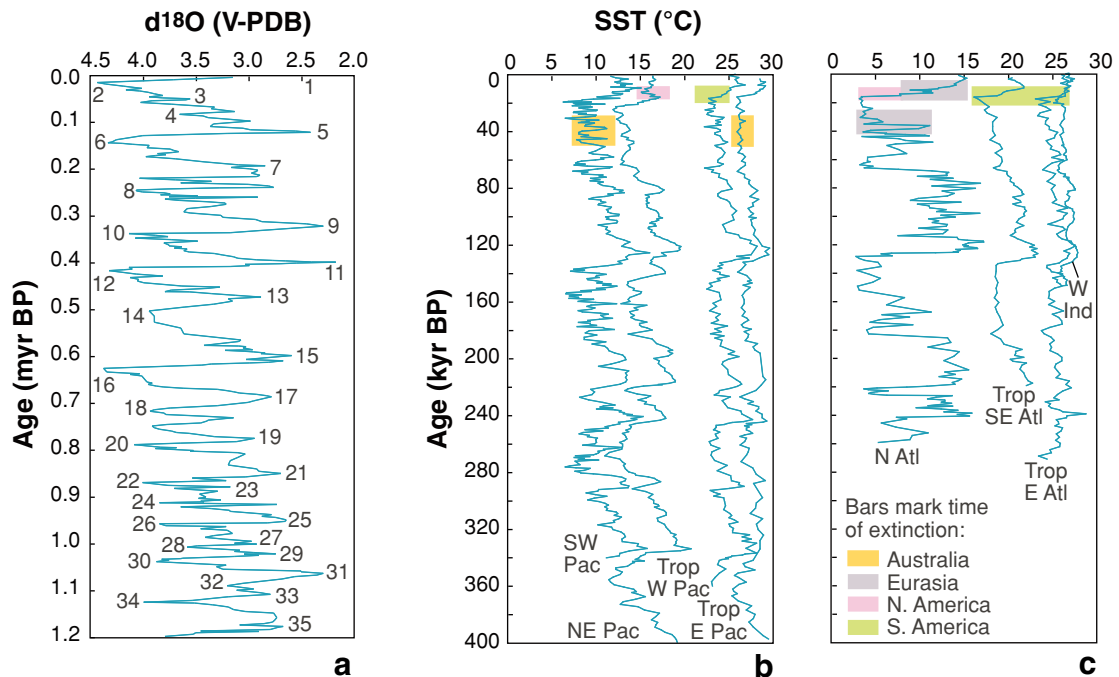 d18O (V-PDB)
4.5 4.0 3.5 3.0 2.5 2.0
Age (myr BP)
0.0
0.1
0.2
0.3
0.4
0.5
0.6
0.7
0.8
0.9
1.0
1.1
1.2
1
2
3
4
5
6
7
8
9
10
11
12
13
14
15
16
17
18
19
20
21
22
23
24
25
26
27
28
29
30
31
32
33
34
35
a
SST (°C)
0 5 10 15 20 25 30
Age (kyr BP)
0
40
80
120
160
200
240
280
320
360
400
SW
Pac
NE Pac
Trop
W Pac
Trop
E Pac
b
0 5 10 15 20 25 30
W
Ind
Trop
SE Atl
N Atl
Trop
E Atl
Bars mark time
of extinction:
Australia
Eurasia
N. America
S. America
c